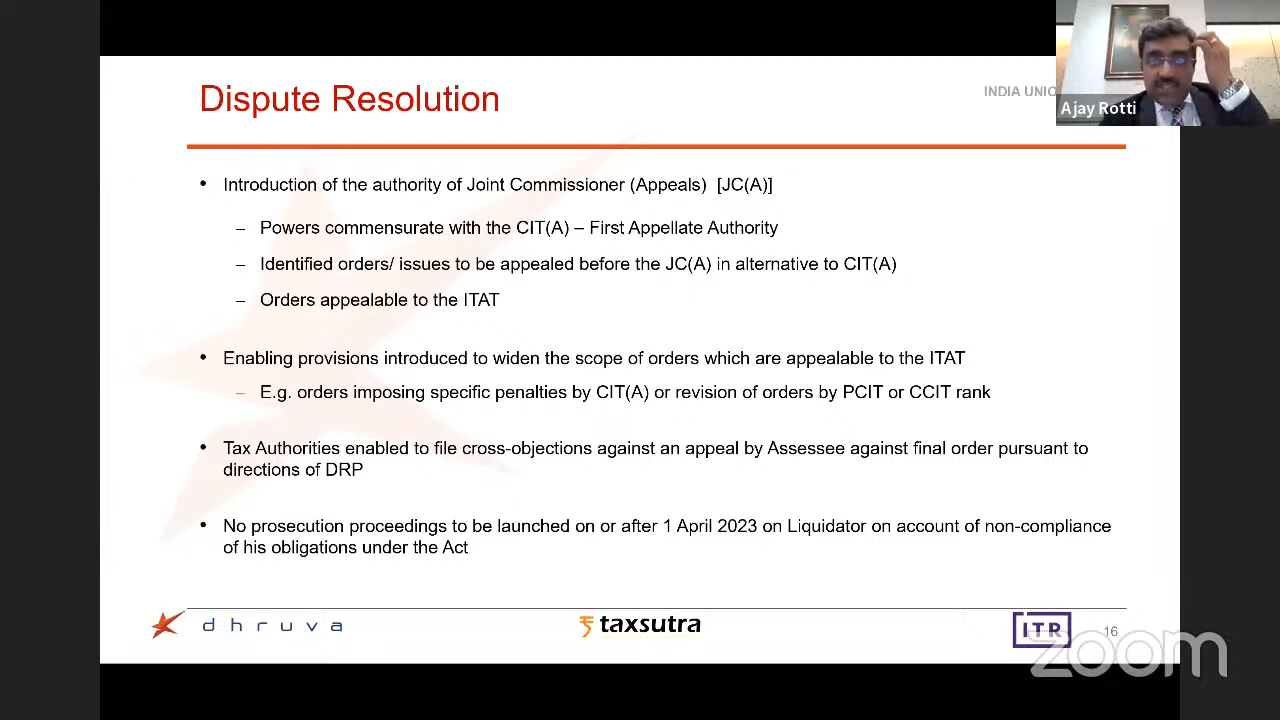 Dispute Resolution
INDIA UNIO
Ajay Rotti
• Introduction of the authority of Joint Commissioner (Appeals) [JC(A)]
– Powers commensurate with the CIT(A) – First Appellate Authority
– Identified orders/ issues to be appealed before the JC(A) in alternative to CIT(A)
– Orders appealable to the ITAT
• Enabling provisions introduced to widen the scope of orders which are appealable to the ITAT
– E.g. orders imposing specific penalties by CIT(A) or revision of orders by PCIT or CCIT rank
• Tax Authorities enabled to file cross-objections against an appeal by Assessee against final order pursuant to
directions of DRP
• No prosecution proceedings to be launched on or after 1 April 2023 on Liquidator on account of non-compliance
of his obligations under the Act
dhruva
taxsutra
ITR
16
zoom